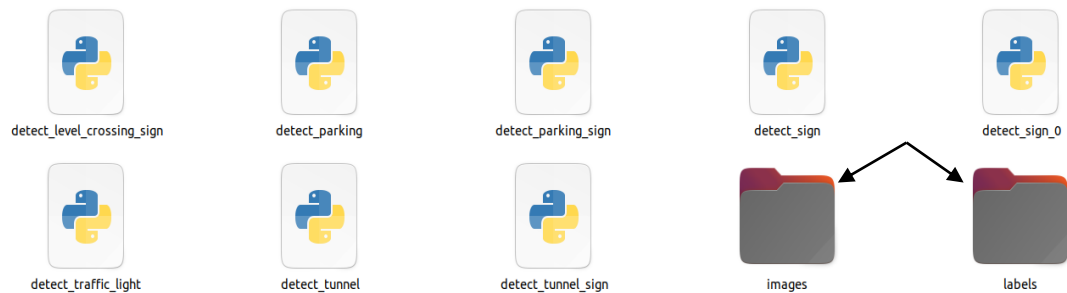 detect_level_crossing_sign
detect_parking
detect_parking_sign
detect_sign
detect_sign_0
detect_traffic_light
detect_tunnel
detect_tunnel_sign
images
labels